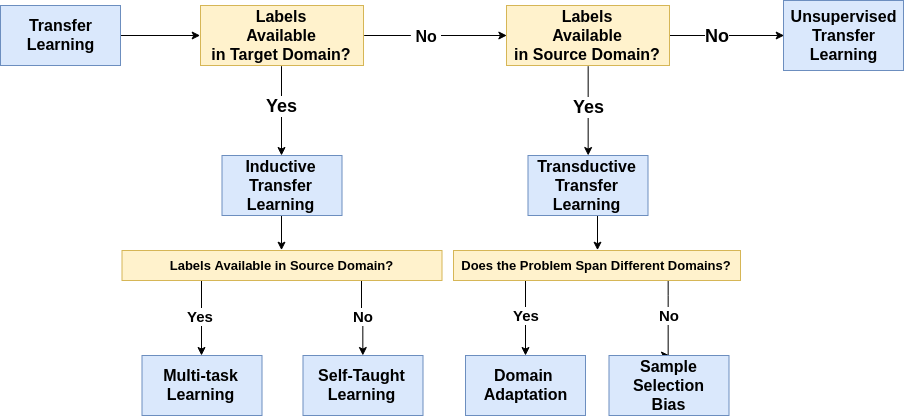 Transfer
Learning
Labels
Available
in Target Domain?
No
Labels
Available
in Source Domain?
No
Unsupervised
Transfer
Learning
Yes
Yes
Inductive
Transfer
Learning
Transductive
Transfer
Learning
Labels Available in Source Domain?
Does the Problem Span Different Domains?
Yes
No
Yes
No
Multi-task
Learning
Self-Taught
Learning
Domain
Adaptation
Sample
Selection
Bias